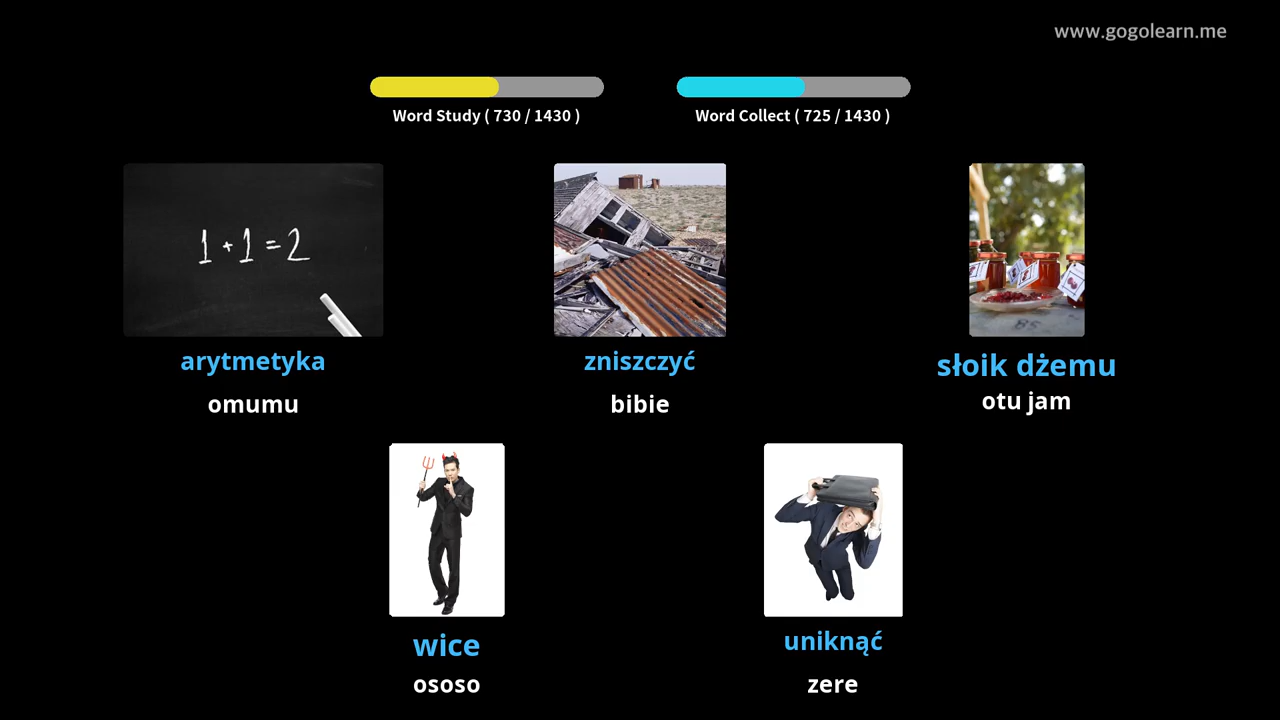 www.gogolearn.me
Word Study ( 730 / 1430 )
Word Collect ( 725 / 1430 )
1 + 1 = 2
arytmetyka
omumu
zniszczyć
bibie
słoik dżemu
otu jam
wice
ososo
uniknąć
zere